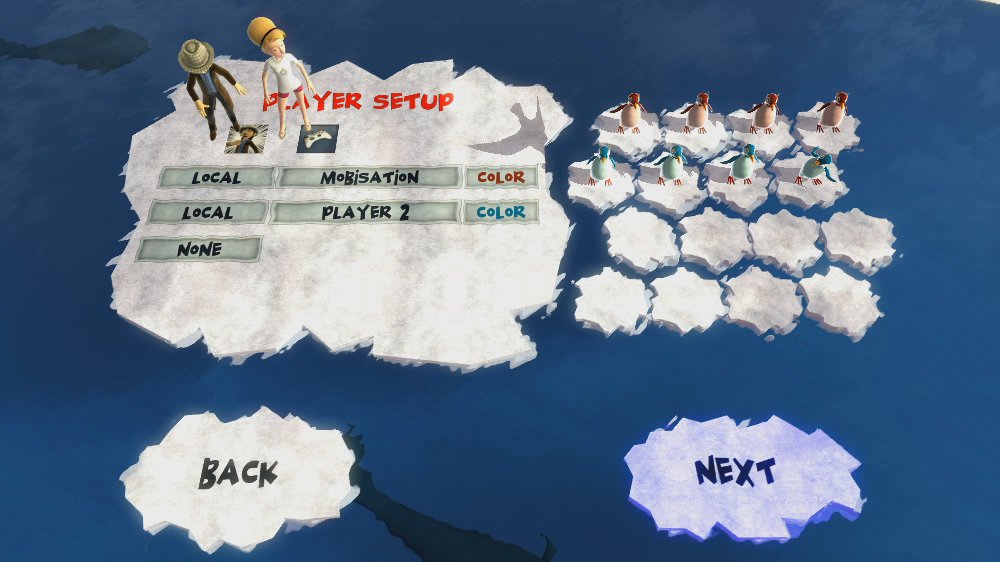 PLAYER SETUP
LOCAL MOBISATION COLOR
LOCAL PLAYER 2 COLOR
NONE
BACK
NEXT